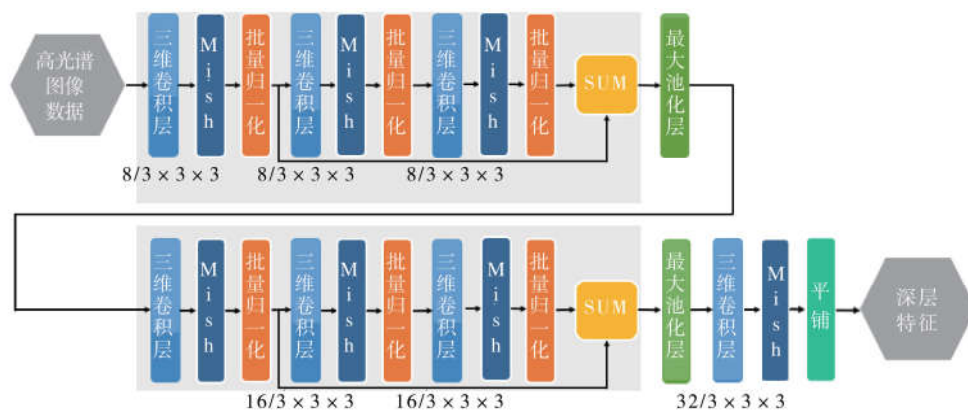 高光谱
图像
数据
三维卷积层
Mish
批量归一化
三维卷积层
Mish
批量归一化
三维卷积层
Mish
批量归一化
SUM
最大池化层
8/3 × 3 × 3
8/3 × 3 × 3
8/3 × 3 × 3
三维卷积层
Mish
批量归一化
三维卷积层
Mish
批量归一化
三维卷积层
Mish
批量归一化
SUM
最大池化层
三维卷积层
Mish
平铺
深层
特征
16/3 × 3 × 3
16/3 × 3 × 3
32/3 × 3 × 3